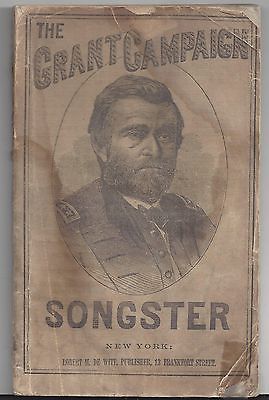 THE
GRANT CAMPAIGN
SONGSTER
NEW YORK:
ROBERT M. DE WITT, PUBLISHER, 13 FRANKFORT STREET.